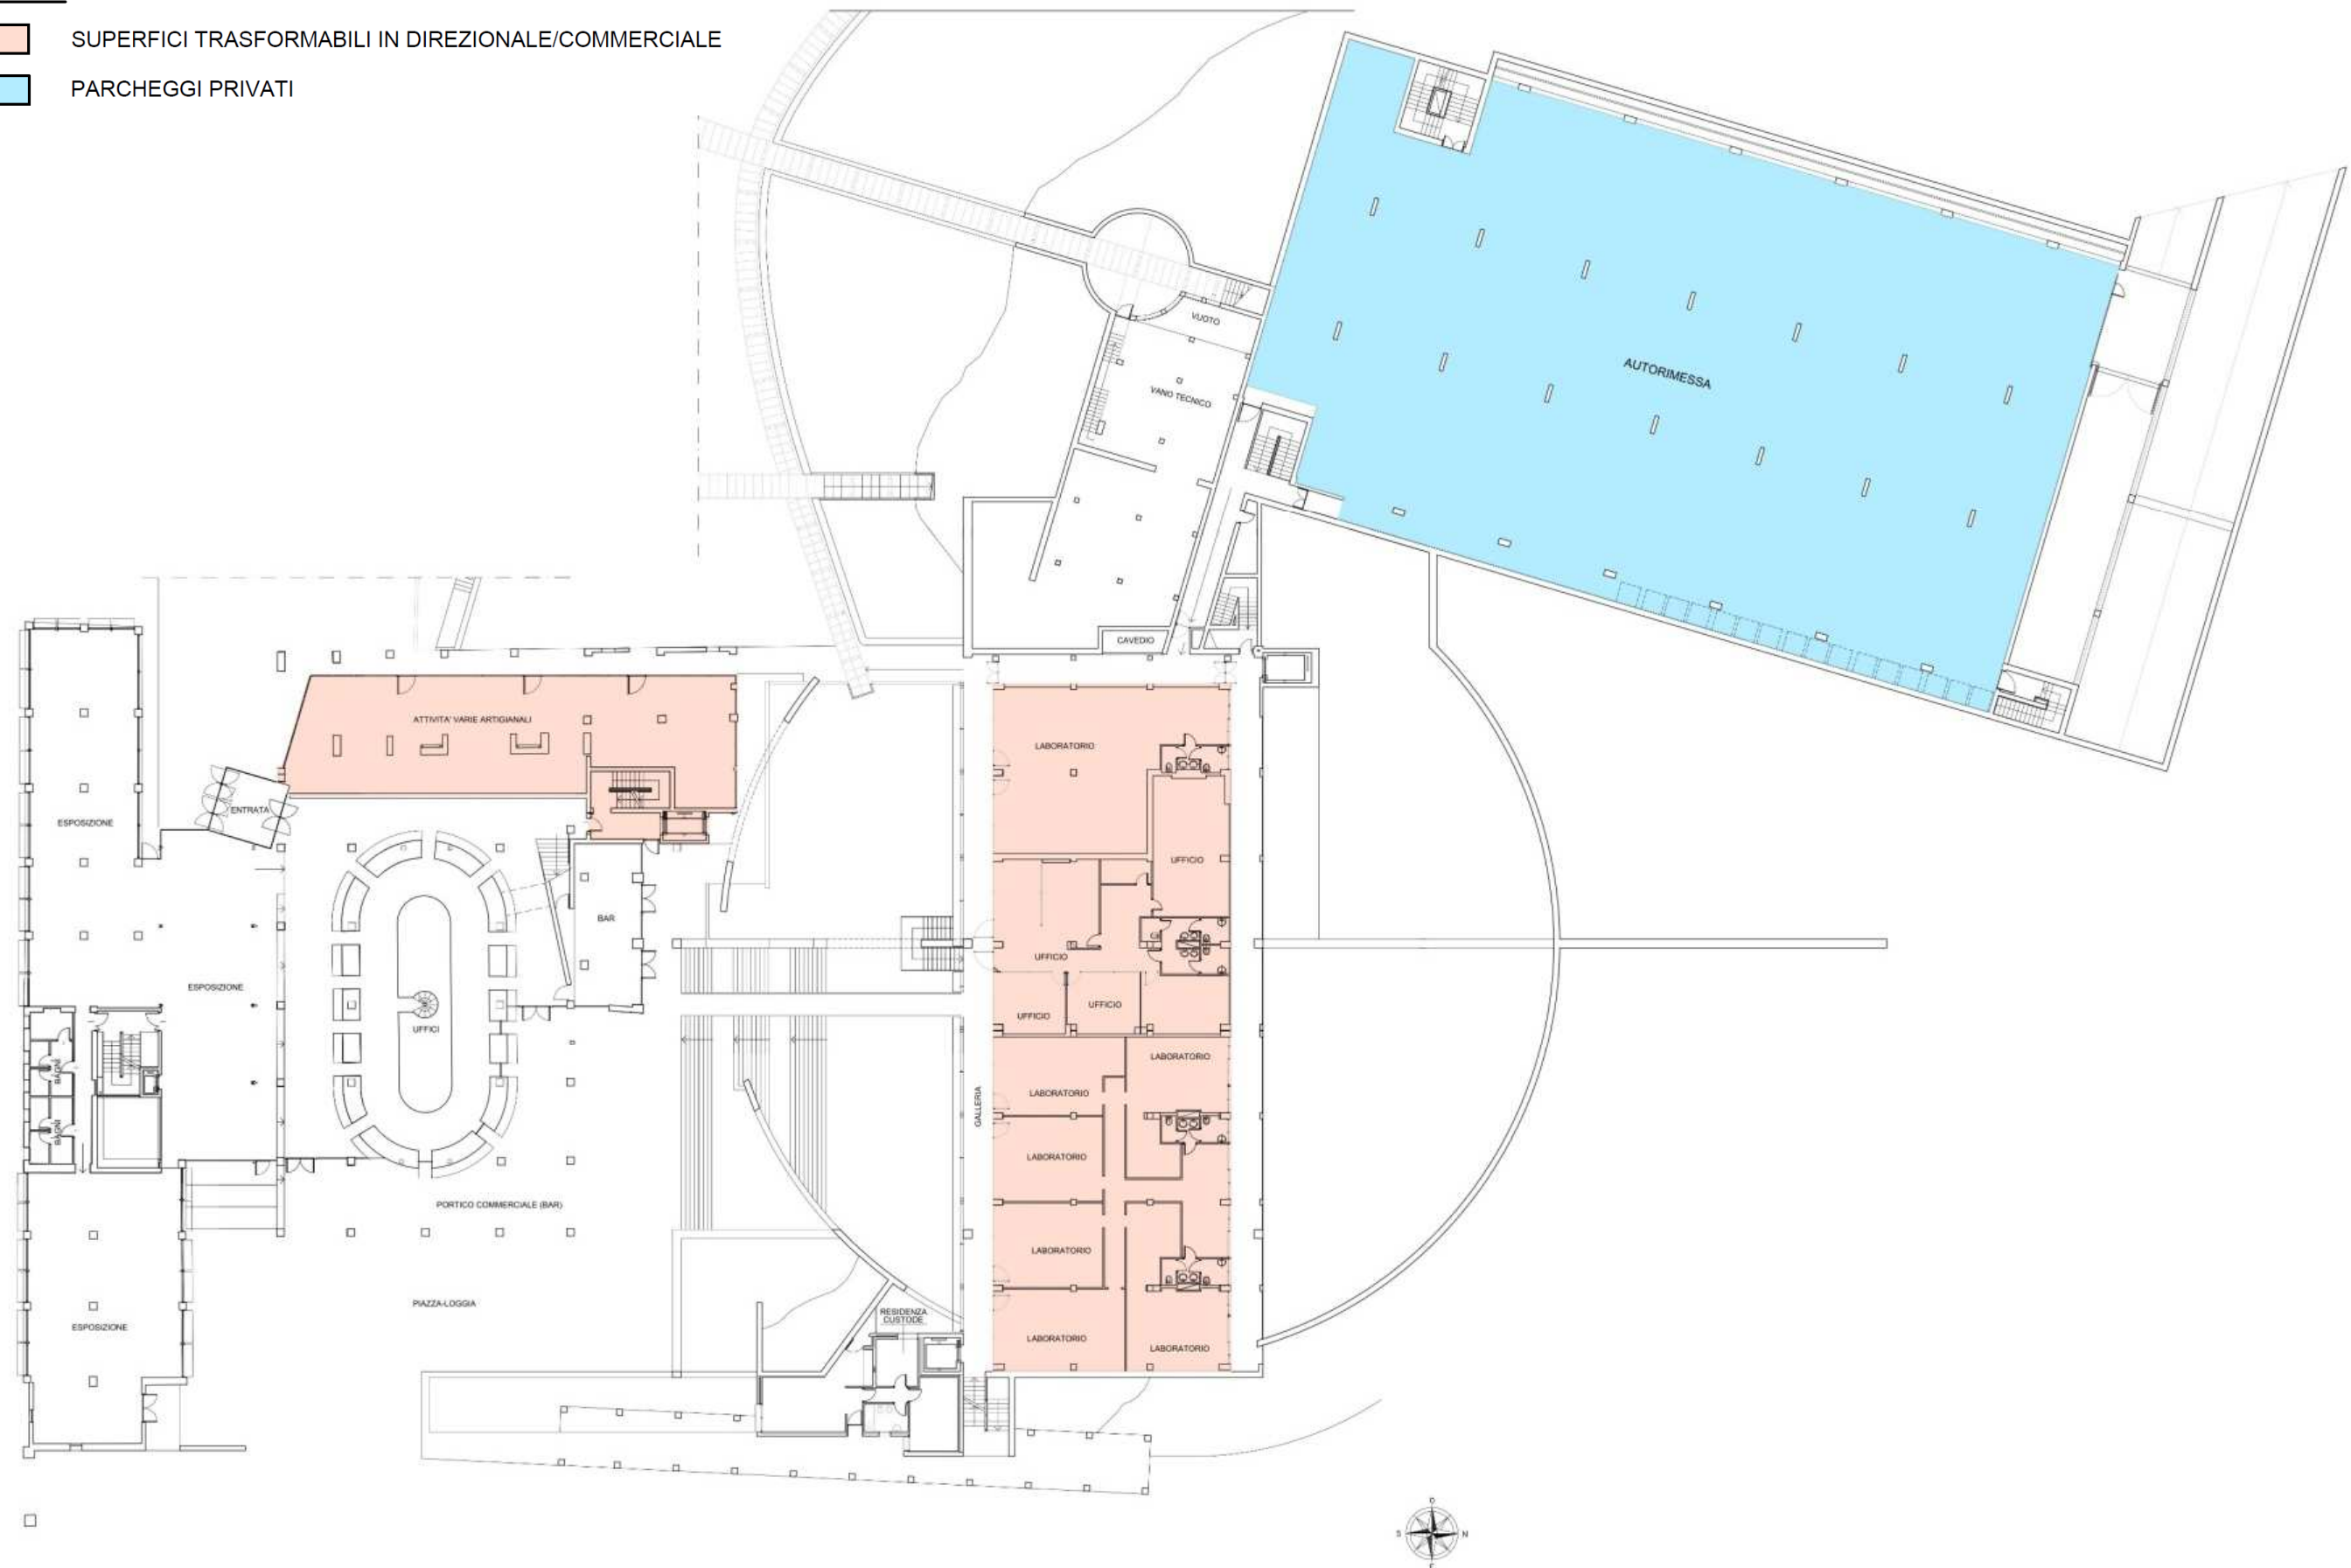 SUPERFICI TRASFORMABILI IN DIREZIONALE/COMMERCIALE
PARCHEGGI PRIVATI
VUOTO
VANO TECNICO
AUTORIMESSA
CAVEDIO
ATTIVITA' VARIE ARTIGIANALI
LABORATORIO
ENTRATA
ESPOSIZIONE
UFFICIO
BAR
UFFICIO
ESPOSIZIONE
UFFICIO
UFFICIO
UFFICI
LABORATORIO
BAGNI
LABORATORIO
GALLERIA
BAGNI
LABORATORIO
PORTICO COMMERCIALE (BAR)
LABORATORIO
PIAZZA-LOGGIA
RESIDENZA
CUSTODE
ESPOSIZIONE
LABORATORIO
LABORATORIO
O
S N
E